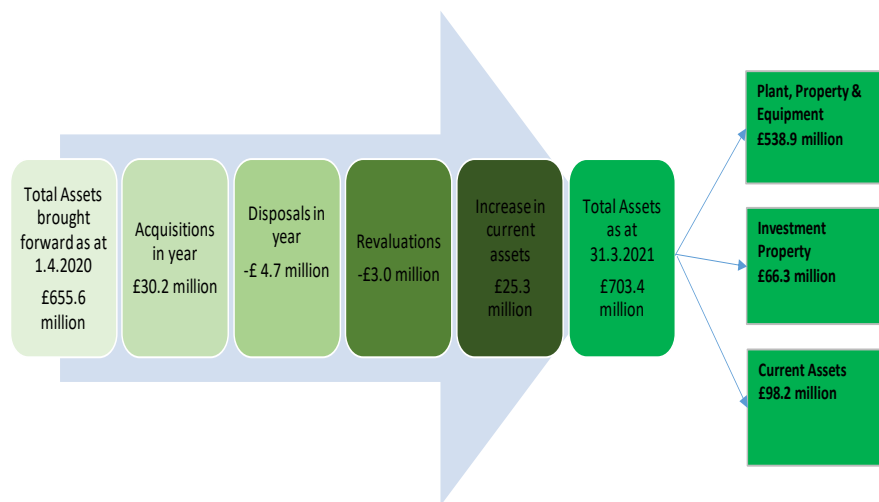 Total Assets
brought
forward as at
1.4.2020
£655.6
million
Acquisitions
in year
£30.2 million
Disposals in
year
-£ 4.7 million
Revaluations
-£3.0 million
Increase in
current
assets
£25.3
million
Total Assets
as at
31.3.2021
£703.4
million
Plant, Property &
Equipment
£538.9 million
Investment
Property
£66.3 million
Current Assets
£98.2 million